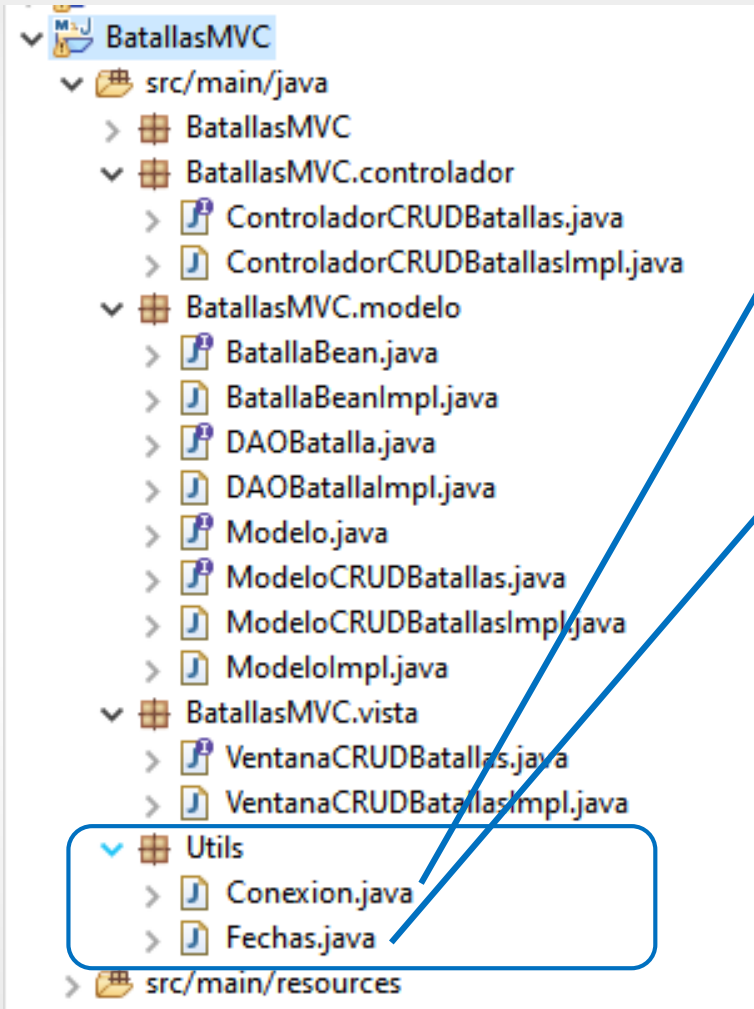 BatallasMVC
src/main/java
BatallasMVC
BatallasMVC.controlador
ControladorCRUDBatallas.java
ControladorCRUDBatallasImpl.java
BatallasMVC.modelo
BatallaBean.java
BatallaBeanImpl.java
DAOBatalla.java
DAOBatallaImpl.java
Modelo.java
ModeloCRUDBatallas.java
ModeloCRUDBatallasImpl.java
ModeloImpl.java
BatallasMVC.vista
VentanaCRUDBatallas.java
VentanaCRUDBatallasImpl.java
Utils
Conexion.java
Fechas.java
src/main/resources